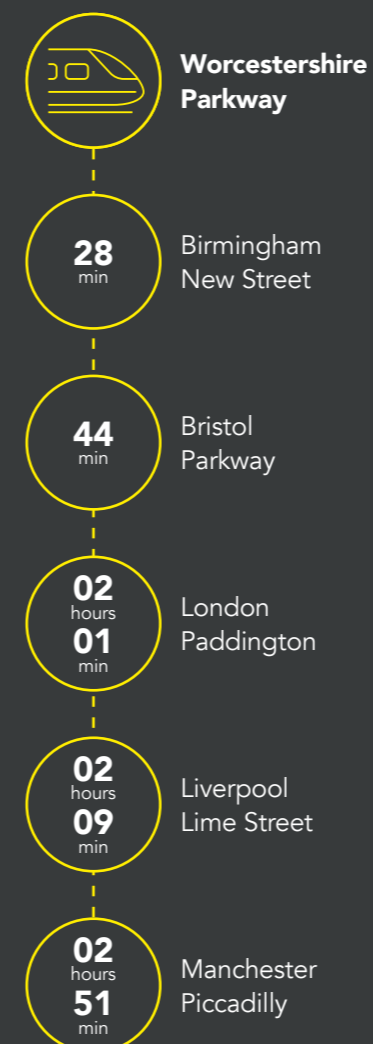 Worcestershire
Parkway
28
min
Birmingham
New Street
44
min
Bristol
Parkway
02
hours
01
min
London
Paddington
02
hours
09
min
Liverpool
Lime Street
02
hours
51
min
Manchester
Piccadilly